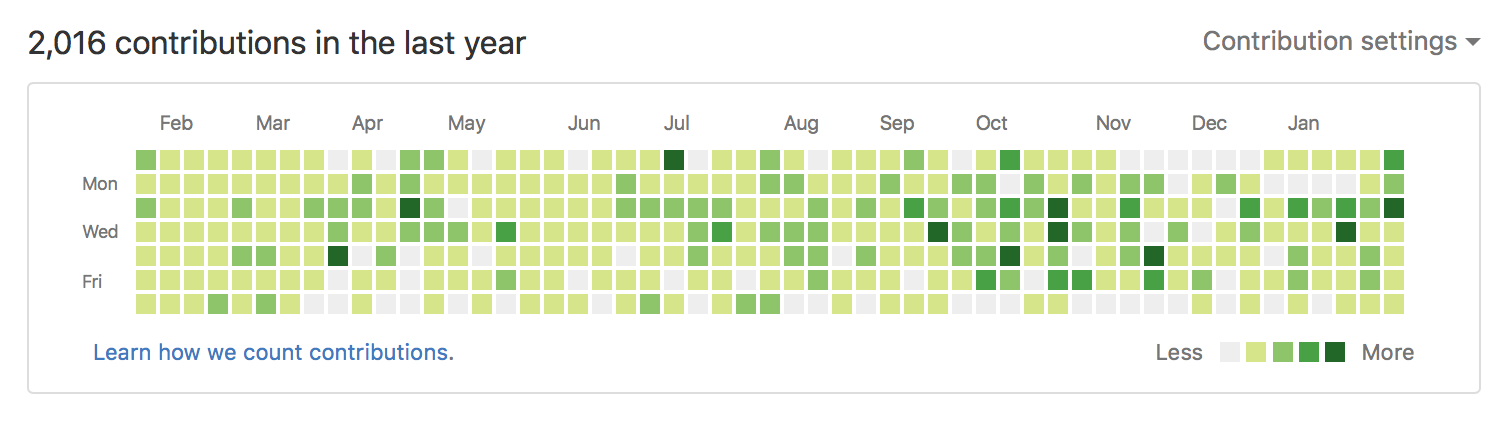 2,016 contributions in the last year
Contribution settings
Feb Mar Apr May Jun Jul Aug Sep Oct Nov Dec Jan
Mon
Wed
Fri
Learn how we count contributions.
Less More